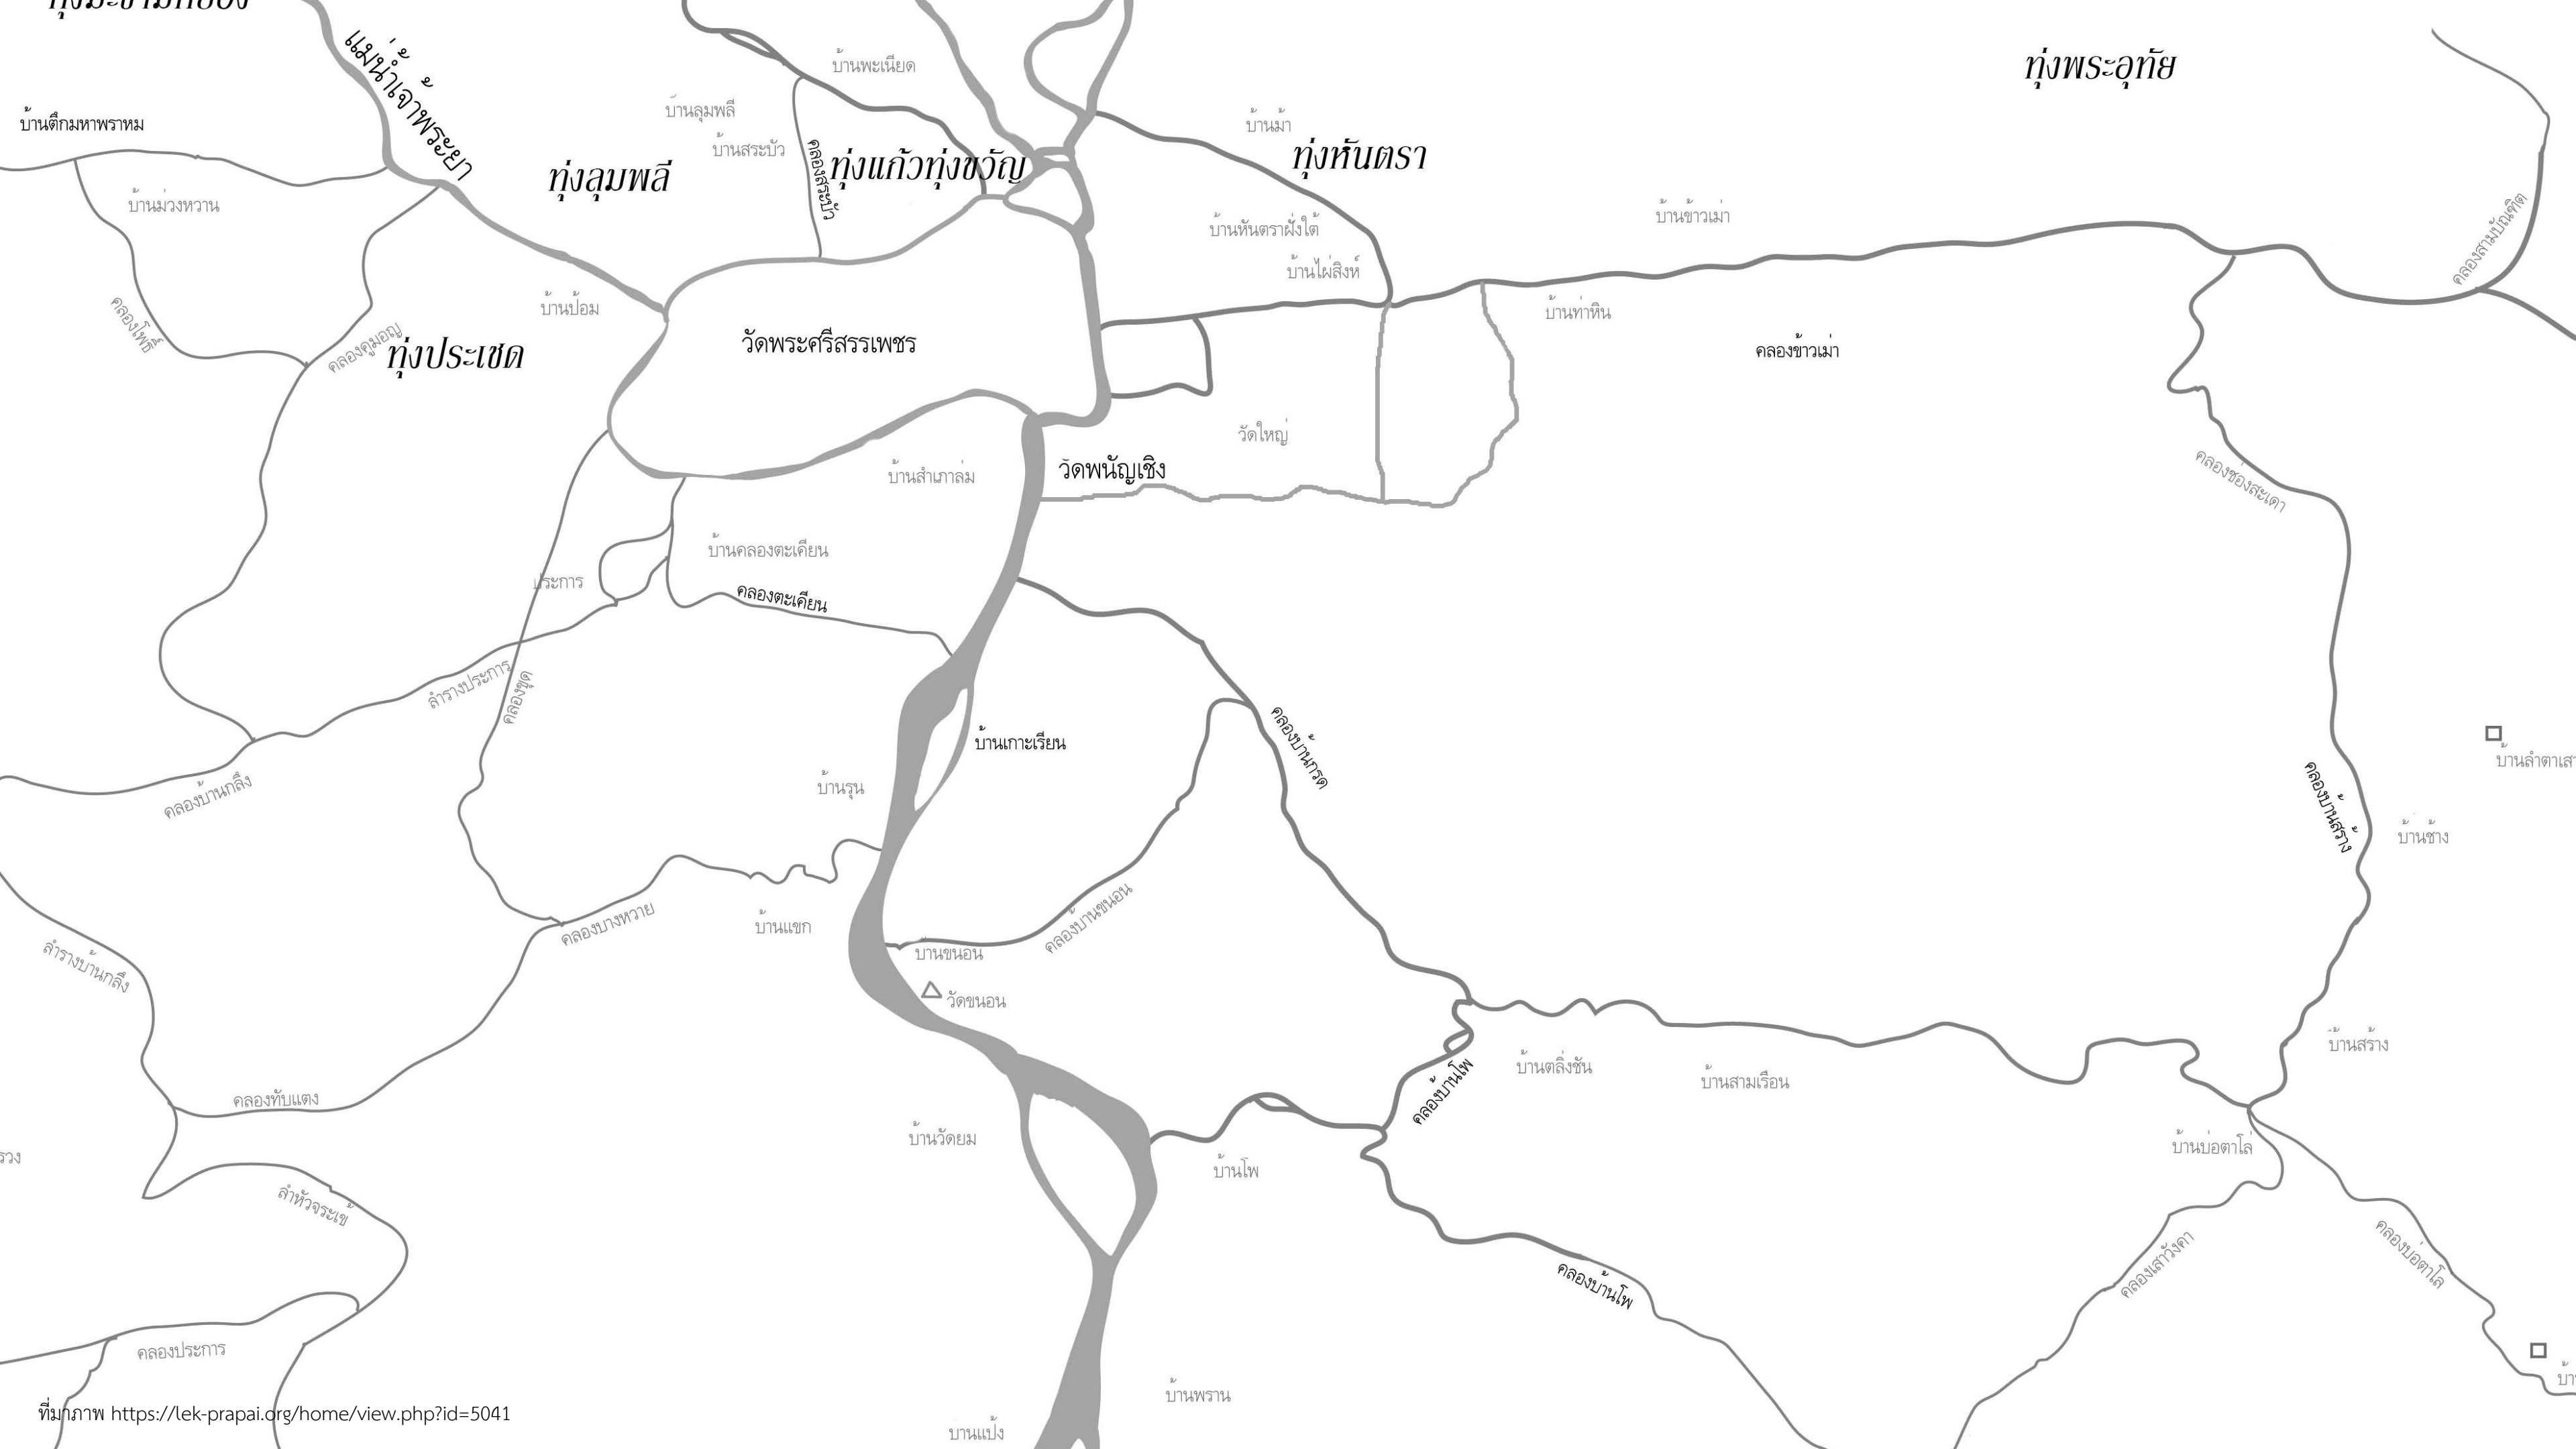 แม่น้ำเจ้าพระยา
บ้านพะเนียด
ทุ่งพระอุทัย
บ้านลุมพลี
บ้านม้า
บ้านตึกมหาพราหม
บ้านสระบัว
ทุ่งหันตรา
คลองสระบัว
ทุ่งแก้วทุ่งขวัญ
ทุ่งลุมพลี
บ้านม่วงหวาน
บ้านข้าวเม่า
บ้านหันตราฝั่งใต้
คลองสามบัณฑิต
บ้านไผ่สิงห์
บ้านป้อม
บ้านท่าหิน
คลองโพธิ์
คลองคูมอญ
ทุ่งประเชด
วัดพระศรีสรรเพชร
คลองข้าวเม่า
วัดใหญ่
วัดพนัญเชิง
บ้านสำเภาล่ม
คลองช่องสะเดา
บ้านคลองตะเคียน
ประการ
คลองตะเคียน
ลำรางประการ
คลองขุด
บ้านเกาะเรียน
คลองบ้านกรด
บ้านลำตาเสา
บ้านรุน
คลองบ้านกลึง
คลองบ้านสร้าง
บ้านช้าง
คลองบางหวาย
บ้านแขก
คลองบ้านขนอน
บ้านขนอน
ลำรางบ้านกลึง
วัดขนอน
บ้านสร้าง
บ้านตลิ่งชัน
บ้านสามเรือน
คลองบ้านโพ
คลองทับแตง
บ้านวัดยม
บ้านบ่อตาโล่
รวง
บ้านโพ
ลำหัวจระเข้
คลองเสาวังคา
คลองบ่อตาโล
คลองบ้านโพ
คลองประการ
บ้านพราน
ที่มาภาพ https://lek-prapai.org/home/view.php?id=5041
บ้านแป้ง